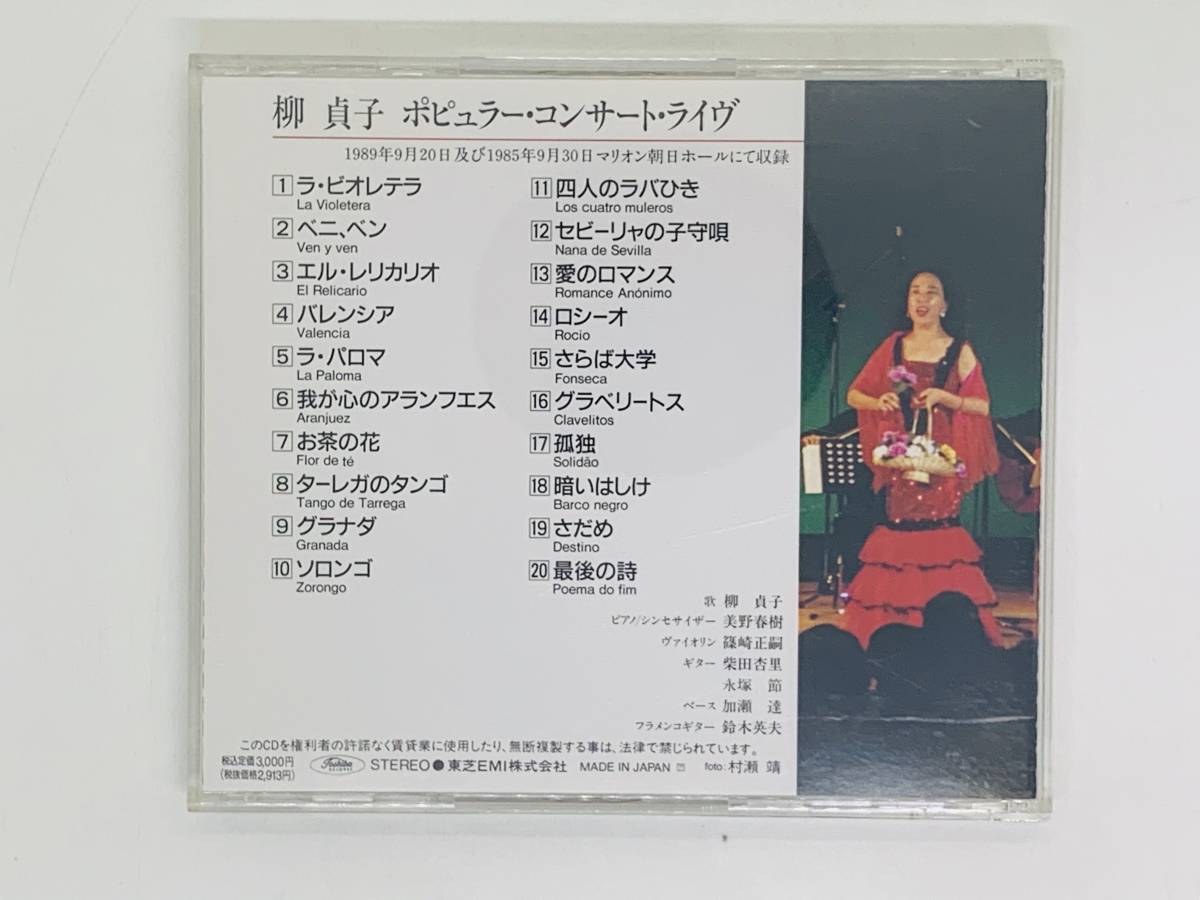 柳 貞子 ポピュラー・コンサート・ライヴ
1989年9月20日及び1985年9月30日マリオン朝日ホールにて収録
1 ラ・ビオレテラ
La Violetera
2 ベニ、ベン
Ven y ven
3 エル・レリカリオ
El Relicario
4 バレンシア
Valencia
5 ラ・パロマ
La Paloma
6 我が心のアランフエス
Aranjuez
7 お茶の花
Flor de té
8 ターレガのタンゴ
Tango de Tarrega
9 グラナダ
Granada
10 ソロンゴ
Zorongo
11 四人のラバひき
Los cuatro muleros
12 セビーリャの子守唄
Nana de Sevilla
13 愛のロマンス
Romance Anónimo
14 ロシーオ
Rocio
15 さらば大学
Fonseca
16 グラベリートス
Clavelitos
17 孤独
Solidão
18 暗いはしけ
Barco negro
19 さだめ
Destino
20 最後の詩
Poema do fim
歌 柳 貞子
ピアノ/シンセサイザー 美野春樹
ヴァイオリン 篠崎正嗣
ギター 柴田杏里
永塚 節
ベース 加瀬 達
フラメンコギター 鈴木英夫
このCDを権利者の許諾なく賃貸業に使用したり、無断複製する事は、法律で禁じられています。
税込定価3,000円
(税抜価格2,913円)
Toshiba
STEREO ● 東芝EMI株式会社 MADE IN JAPAN foto:村瀬 靖